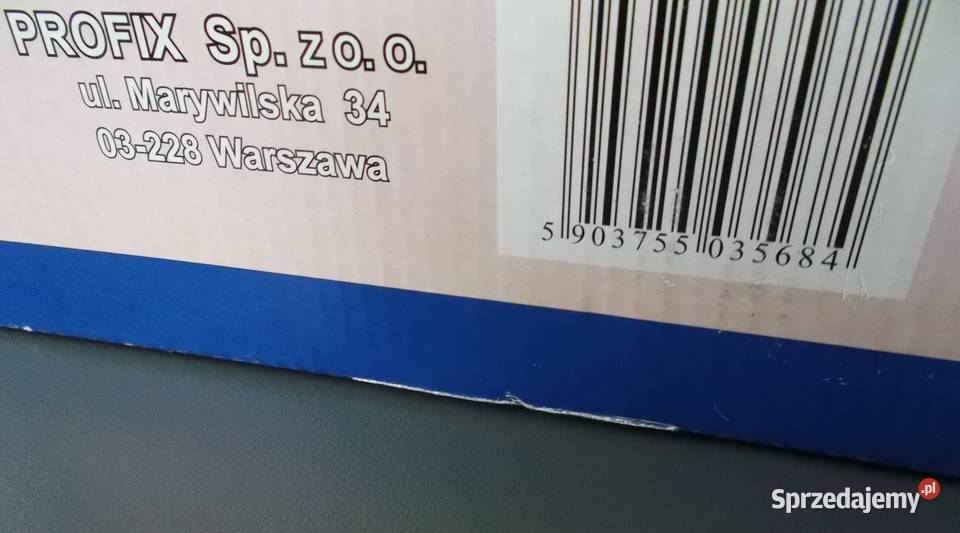 PROFIX Sp. z o. o.
ul. Marywilska 34
03-228 Warszawa
5 903755 035684
Sprzedajemy.pl